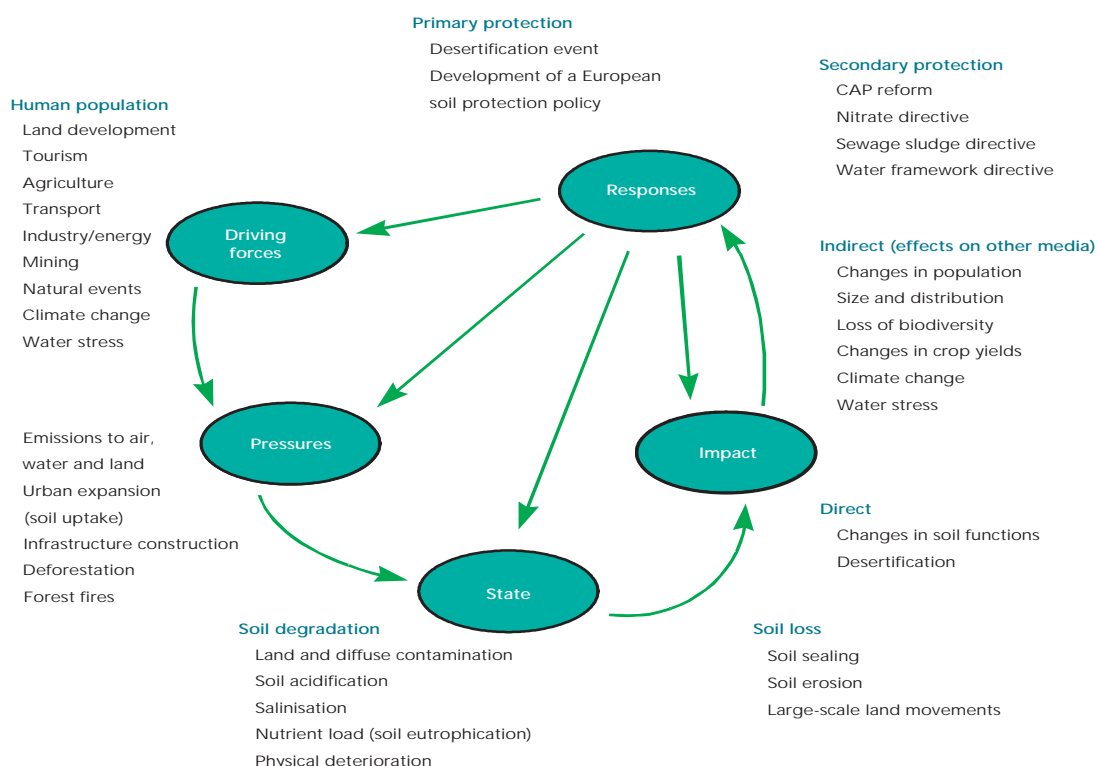 Primary protection
Desertification event
Development of a European
soil protection policy
Secondary protection
CAP reform
Nitrate directive
Sewage sludge directive
Water framework directive
Human population
Land development
Tourism
Agriculture
Transport
Industry/energy
Mining
Natural events
Climate change
Water stress
Responses
Driving
forces
Indirect (effects on other media)
Changes in population
Size and distribution
Loss of biodiversity
Changes in crop yields
Climate change
Water stress
Emissions to air,
water and land
Urban expansion
(soil uptake)
Infrastructure construction
Deforestation
Forest fires
Pressures
Impact
Direct
Changes in soil functions
Desertification
State
Soil degradation
Land and diffuse contamination
Soil acidification
Salinisation
Nutrient load (soil eutrophication)
Physical deterioration
Soil loss
Soil sealing
Soil erosion
Large-scale land movements